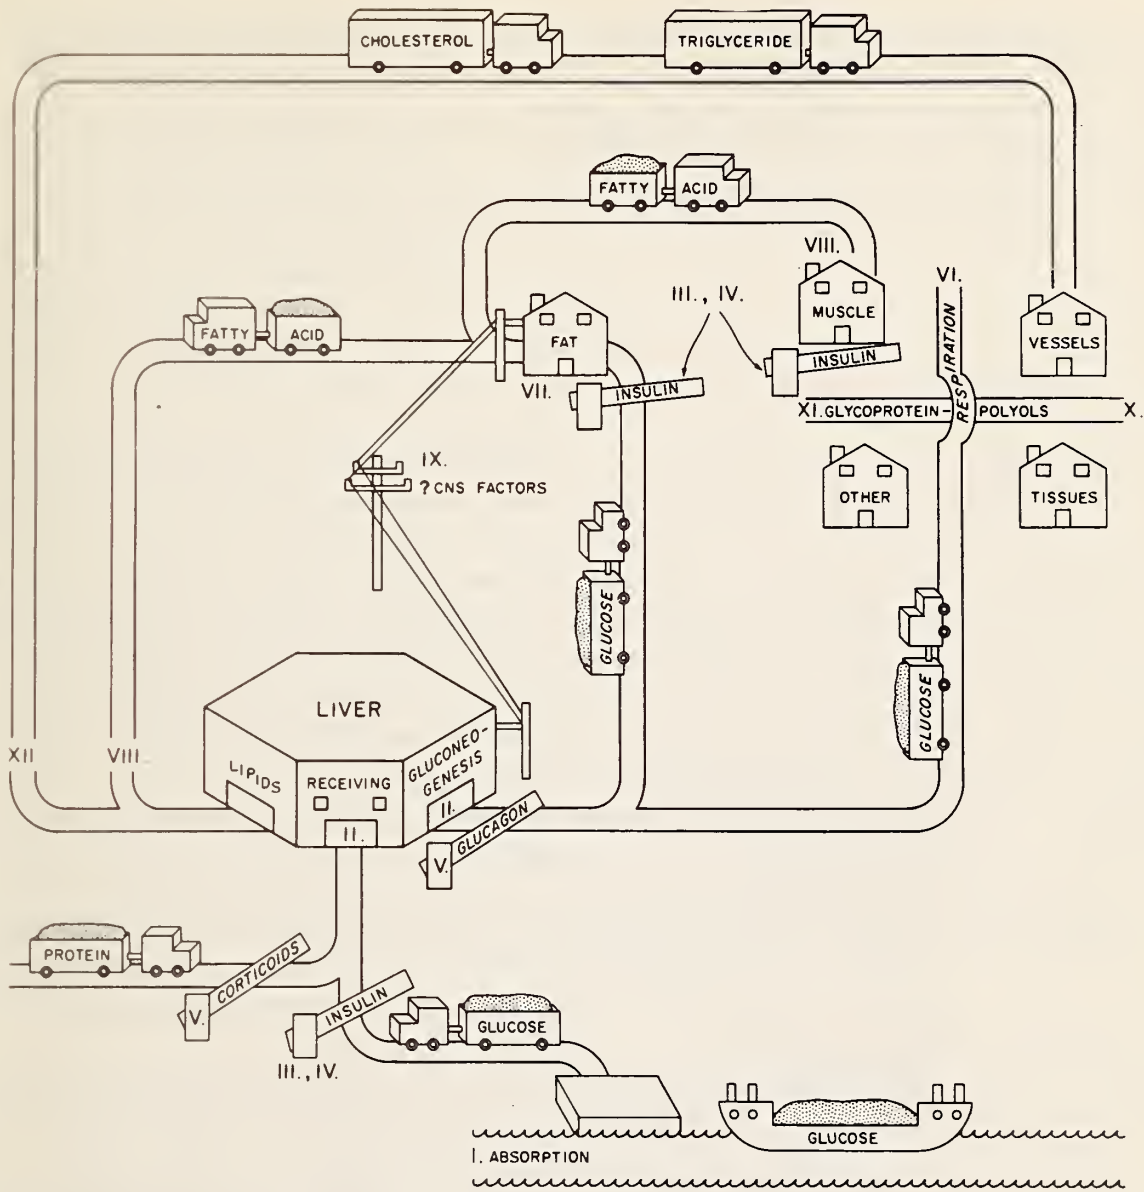 CHOLESTEROL
TRIGLYCERIDE
FATTY ACID
VIII.
VI.
III., IV.
MUSCLE
RESPIRATION
FATTY ACID
FAT
VESSELS
INSULIN
VII.
INSULIN
XI. GLYCOPROTEIN-POLYOLS X.
IX.
? CNS FACTORS
OTHER
TISSUES
GLUCOSE
GLUCOSE
LIVER
XII
VIII.
LIPIDS
RECEIVING
GLUCONEO-
GENESIS
II.
II.
GLUCAGON
V.
PROTEIN
CORTICOIDS
V.
INSULIN
III., IV.
GLUCOSE
GLUCOSE
I. ABSORPTION